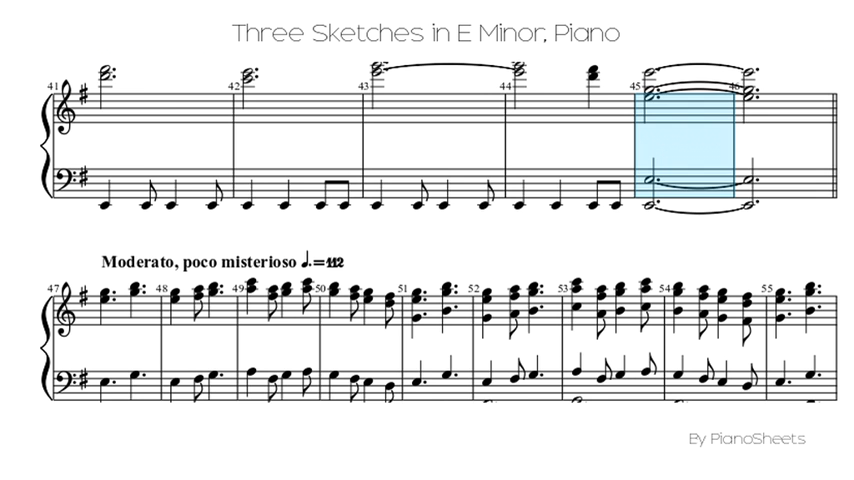 Three Sketches in E Minor, Piano
41 42 43 44 45 46
Moderato, poco misterioso ♩.=112
47 48 49 50 51 52 53 54 55
By PianoSheets